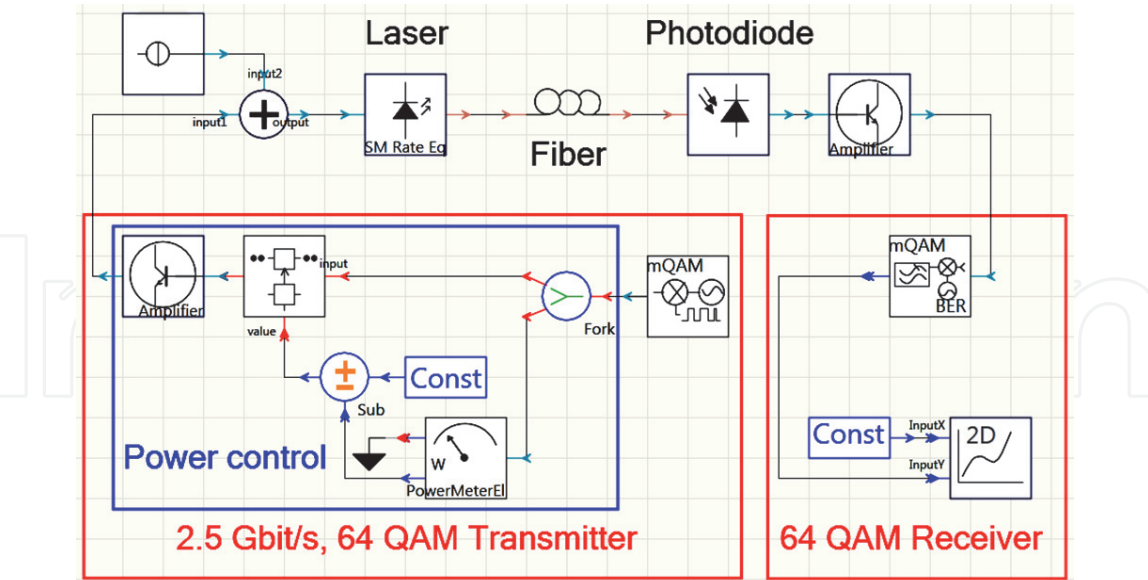 Laser
Photodiode
input2
input1
output
SM Rate Eq
Fiber
Amplifier
mQAM
input
mQAM
BER
Amplifier
value
Fork
Const
Sub
Const
InputX
2D
Power control
W
InputY
PowerMeterEl
2.5 Gbit/s, 64 QAM Transmitter
64 QAM Receiver